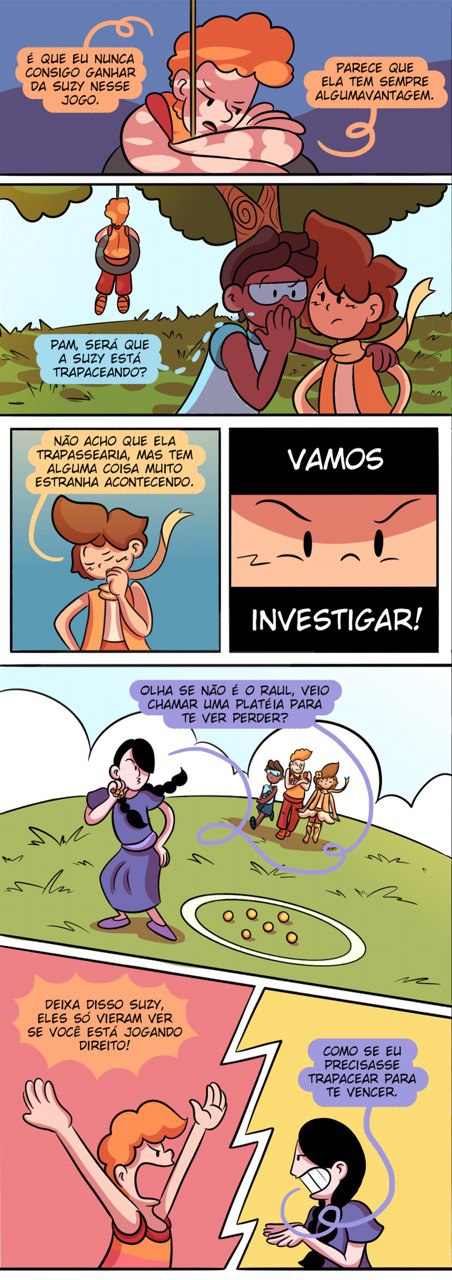 É QUE EU NUNCA
CONSIGO GANHAR
DA SUZY NESSE
JOGO.
PARECE QUE
ELA TEM SEMPRE
ALGUMAVANTAGEM.
PAM, SERÁ QUE
A SUZY ESTÁ
TRAPACEANDO?
NÃO ACHO QUE ELA
TRAPASSEARIA, MAS TEM
ALGUMA COISA MUITO
ESTRANHA ACONTECENDO.
VAMOS
INVESTIGAR!
OLHA SE NÃO É O RAUL, VEIO
CHAMAR UMA PLATÉIA PARA
TE VER PERDER?
DEIXA DISSO SUZY,
ELES SÓ VIERAM VER
SE VOCÊ ESTÁ JOGANDO
DIREITO!
COMO SE EU
PRECISASSE
TRAPACEAR PARA
TE VENCER.